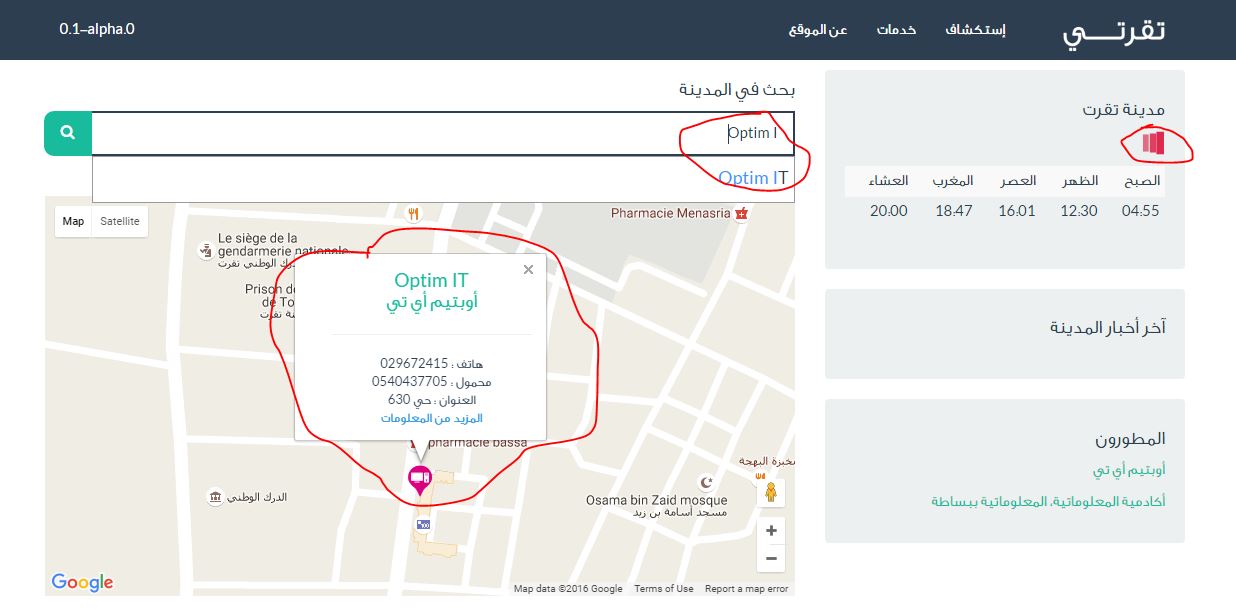 تقرتــــي
إستكشاف
خدمات
عن الموقع
0.1-alpha.0
مدينة تقرت
الصبح الظهر العصر المغرب العشاء
04:55 12:30 16:01 18:47 20:00
آخر أخبار المدينة
المطورون
أوبتيم أي تي
أكادمية المعلوماتية، المعلوماتية ببساطة
بحث في المدينة
Optim I
Optim IT
Map
Satellite
Pharmacie Menasria
Le siège de la
gendarmerie nationale
الدرك الوطني تقرت
Prison
de To
تقرت
Optim IT
أوبتيم أي تي
هاتف : 029672415
محمول : 0540437705
العنوان : حي 630
المزيد من المعلومات
pharmacie bassa
الدرك الوطني
مخبزة البهجة
Osama bin Zaid mosque
مسجد أسامة بن زيد
Google
Map data ©2016 Google
Terms of Use
Report a map error